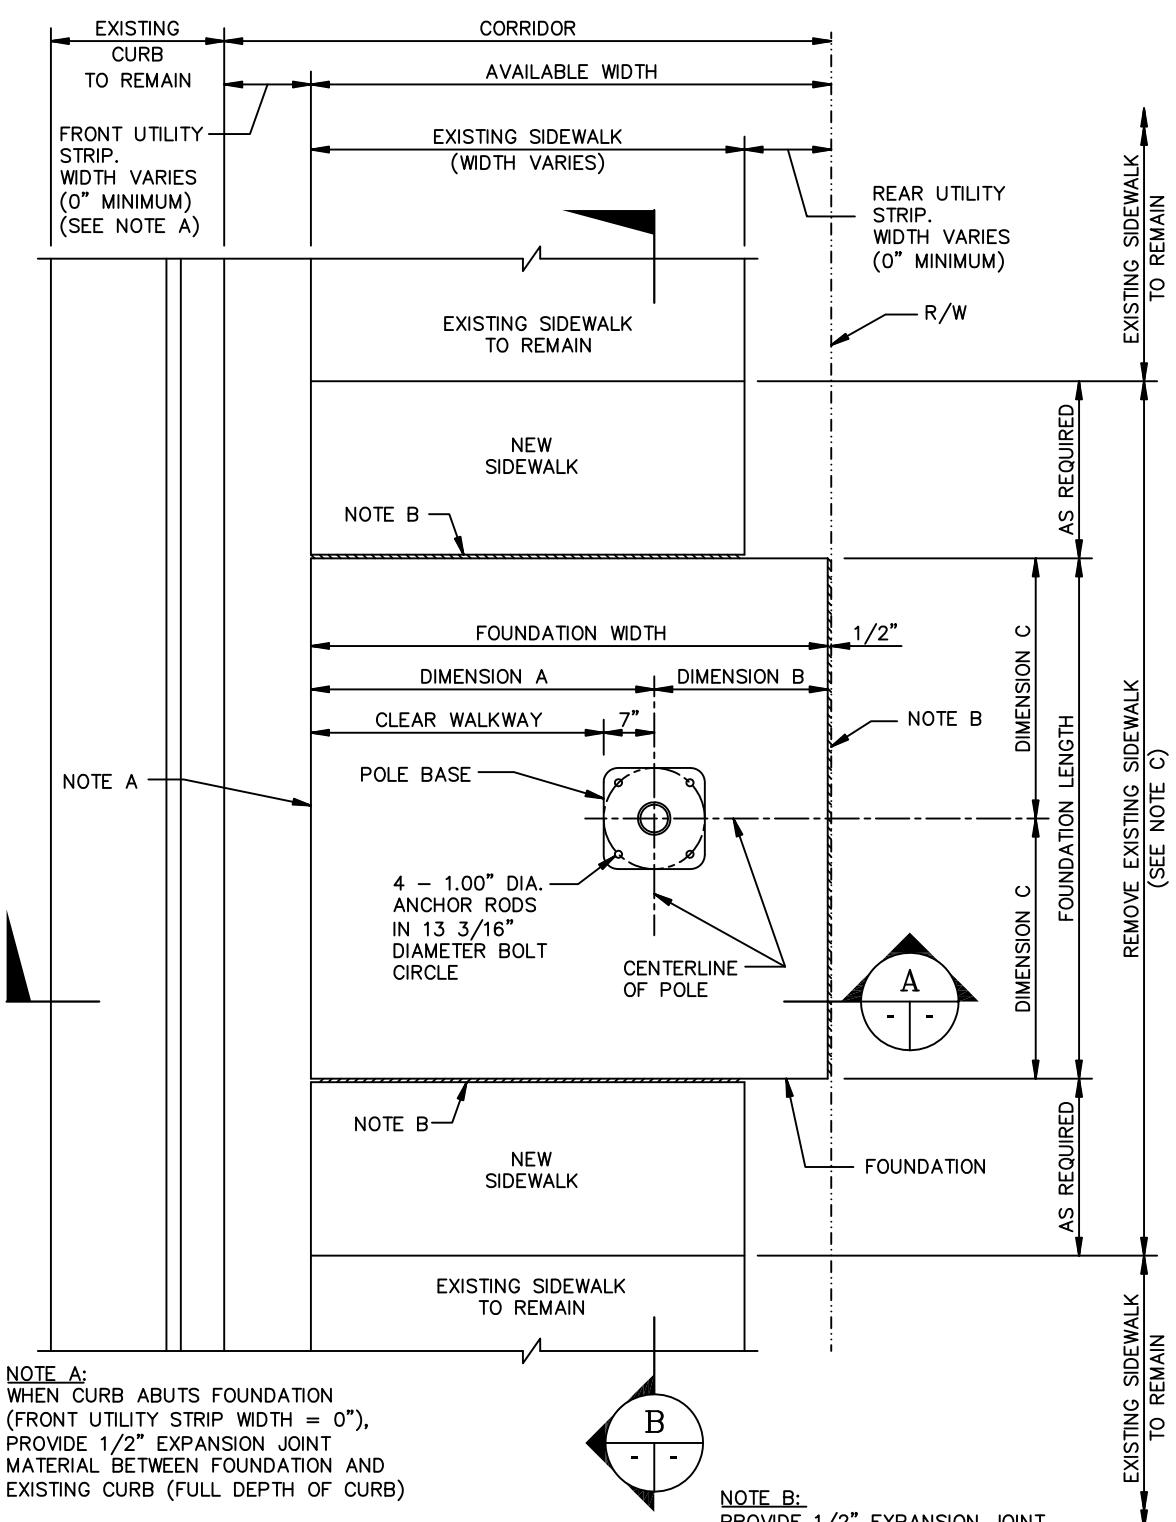 EXISTING
CURB
TO REMAIN
CORRIDOR
AVAILABLE WIDTH
FRONT UTILITY
STRIP.
WIDTH VARIES
(0" MINIMUM)
(SEE NOTE A)
EXISTING SIDEWALK
(WIDTH VARIES)
REAR UTILITY
STRIP.
WIDTH VARIES
(0" MINIMUM)
EXISTING SIDEWALK
TO REMAIN
R/W
EXISTING SIDEWALK
TO REMAIN
NEW
SIDEWALK
AS REQUIRED
NOTE B
FOUNDATION WIDTH
1/2"
DIMENSION A
DIMENSION B
CLEAR WALKWAY
7"
NOTE B
DIMENSION C
FOUNDATION LENGTH
REMOVE EXISTING SIDEWALK
(SEE NOTE C)
NOTE A
POLE BASE
4 - 1.00" DIA.
ANCHOR RODS
IN 13 3/16"
DIAMETER BOLT
CIRCLE
CENTERLINE
OF POLE
DIMENSION C
A
- -
NOTE B
NEW
SIDEWALK
FOUNDATION
AS REQUIRED
EXISTING SIDEWALK
TO REMAIN
EXISTING SIDEWALK
TO REMAIN
NOTE A:
WHEN CURB ABUTS FOUNDATION
(FRONT UTILITY STRIP WIDTH = 0"),
PROVIDE 1/2" EXPANSION JOINT
MATERIAL BETWEEN FOUNDATION AND
EXISTING CURB (FULL DEPTH OF CURB)
B
- -
NOTE B:
PROVIDE 1/2" EXPANSION JOINT